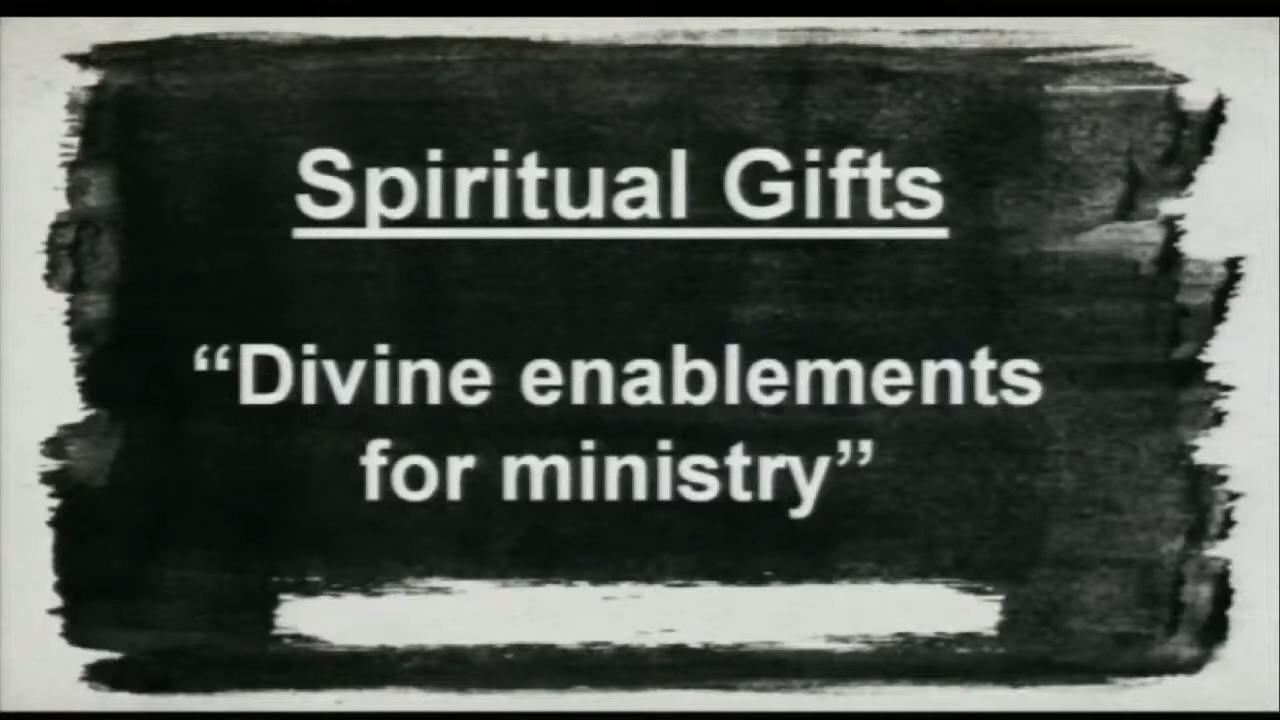 Spiritual Gifts
“Divine enablements
for ministry”